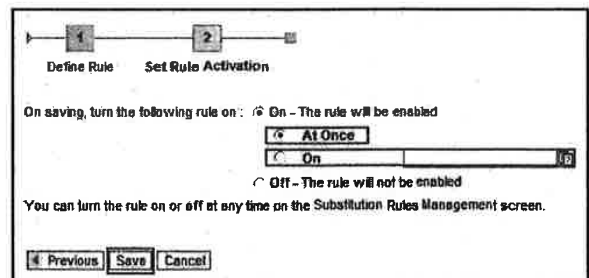 1 2
Define Rule Set Rule Activation
On saving, turn the following rule on : On - The rule will be enabled
At Once
On
Off - The rule will not be enabled
You can turn the rule on or off at any time on the Substitution Rules Management screen.
Previous Save Cancel